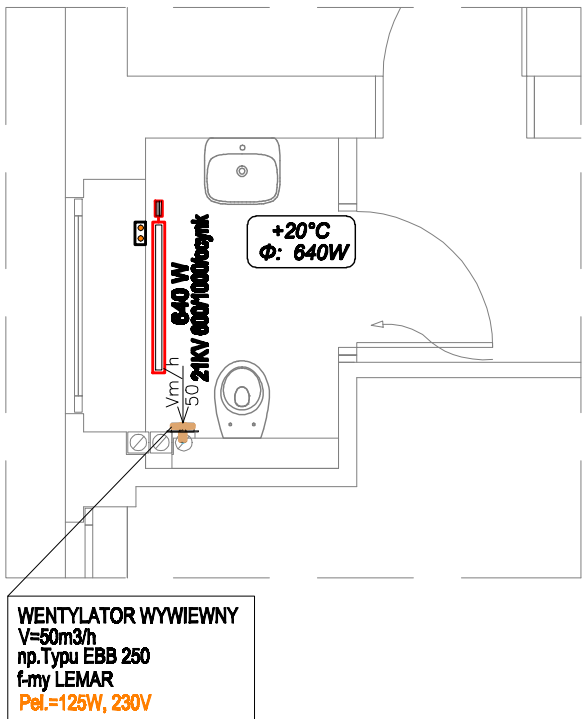 +20°C
Φ: 640W
640 W
21KV 600/1000/ocynk
Vm/h
50
WENTYLATOR WYWIEWNY
V=50m3/h
np.Typu EBB 250
f-my LEMAR
Pel.=125W, 230V